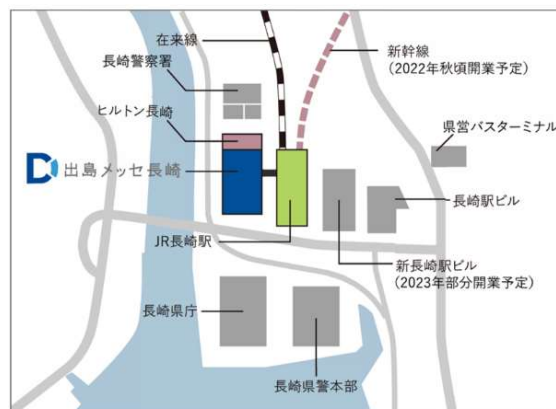 在来線
長崎警察署
新幹線
(2022年秋頃開業予定)
ヒルトン長崎
県営バスターミナル
出島メッセ長崎
長崎駅ビル
JR長崎駅
新長崎駅ビル
(2023年部分開業予定)
長崎県庁
長崎県警本部